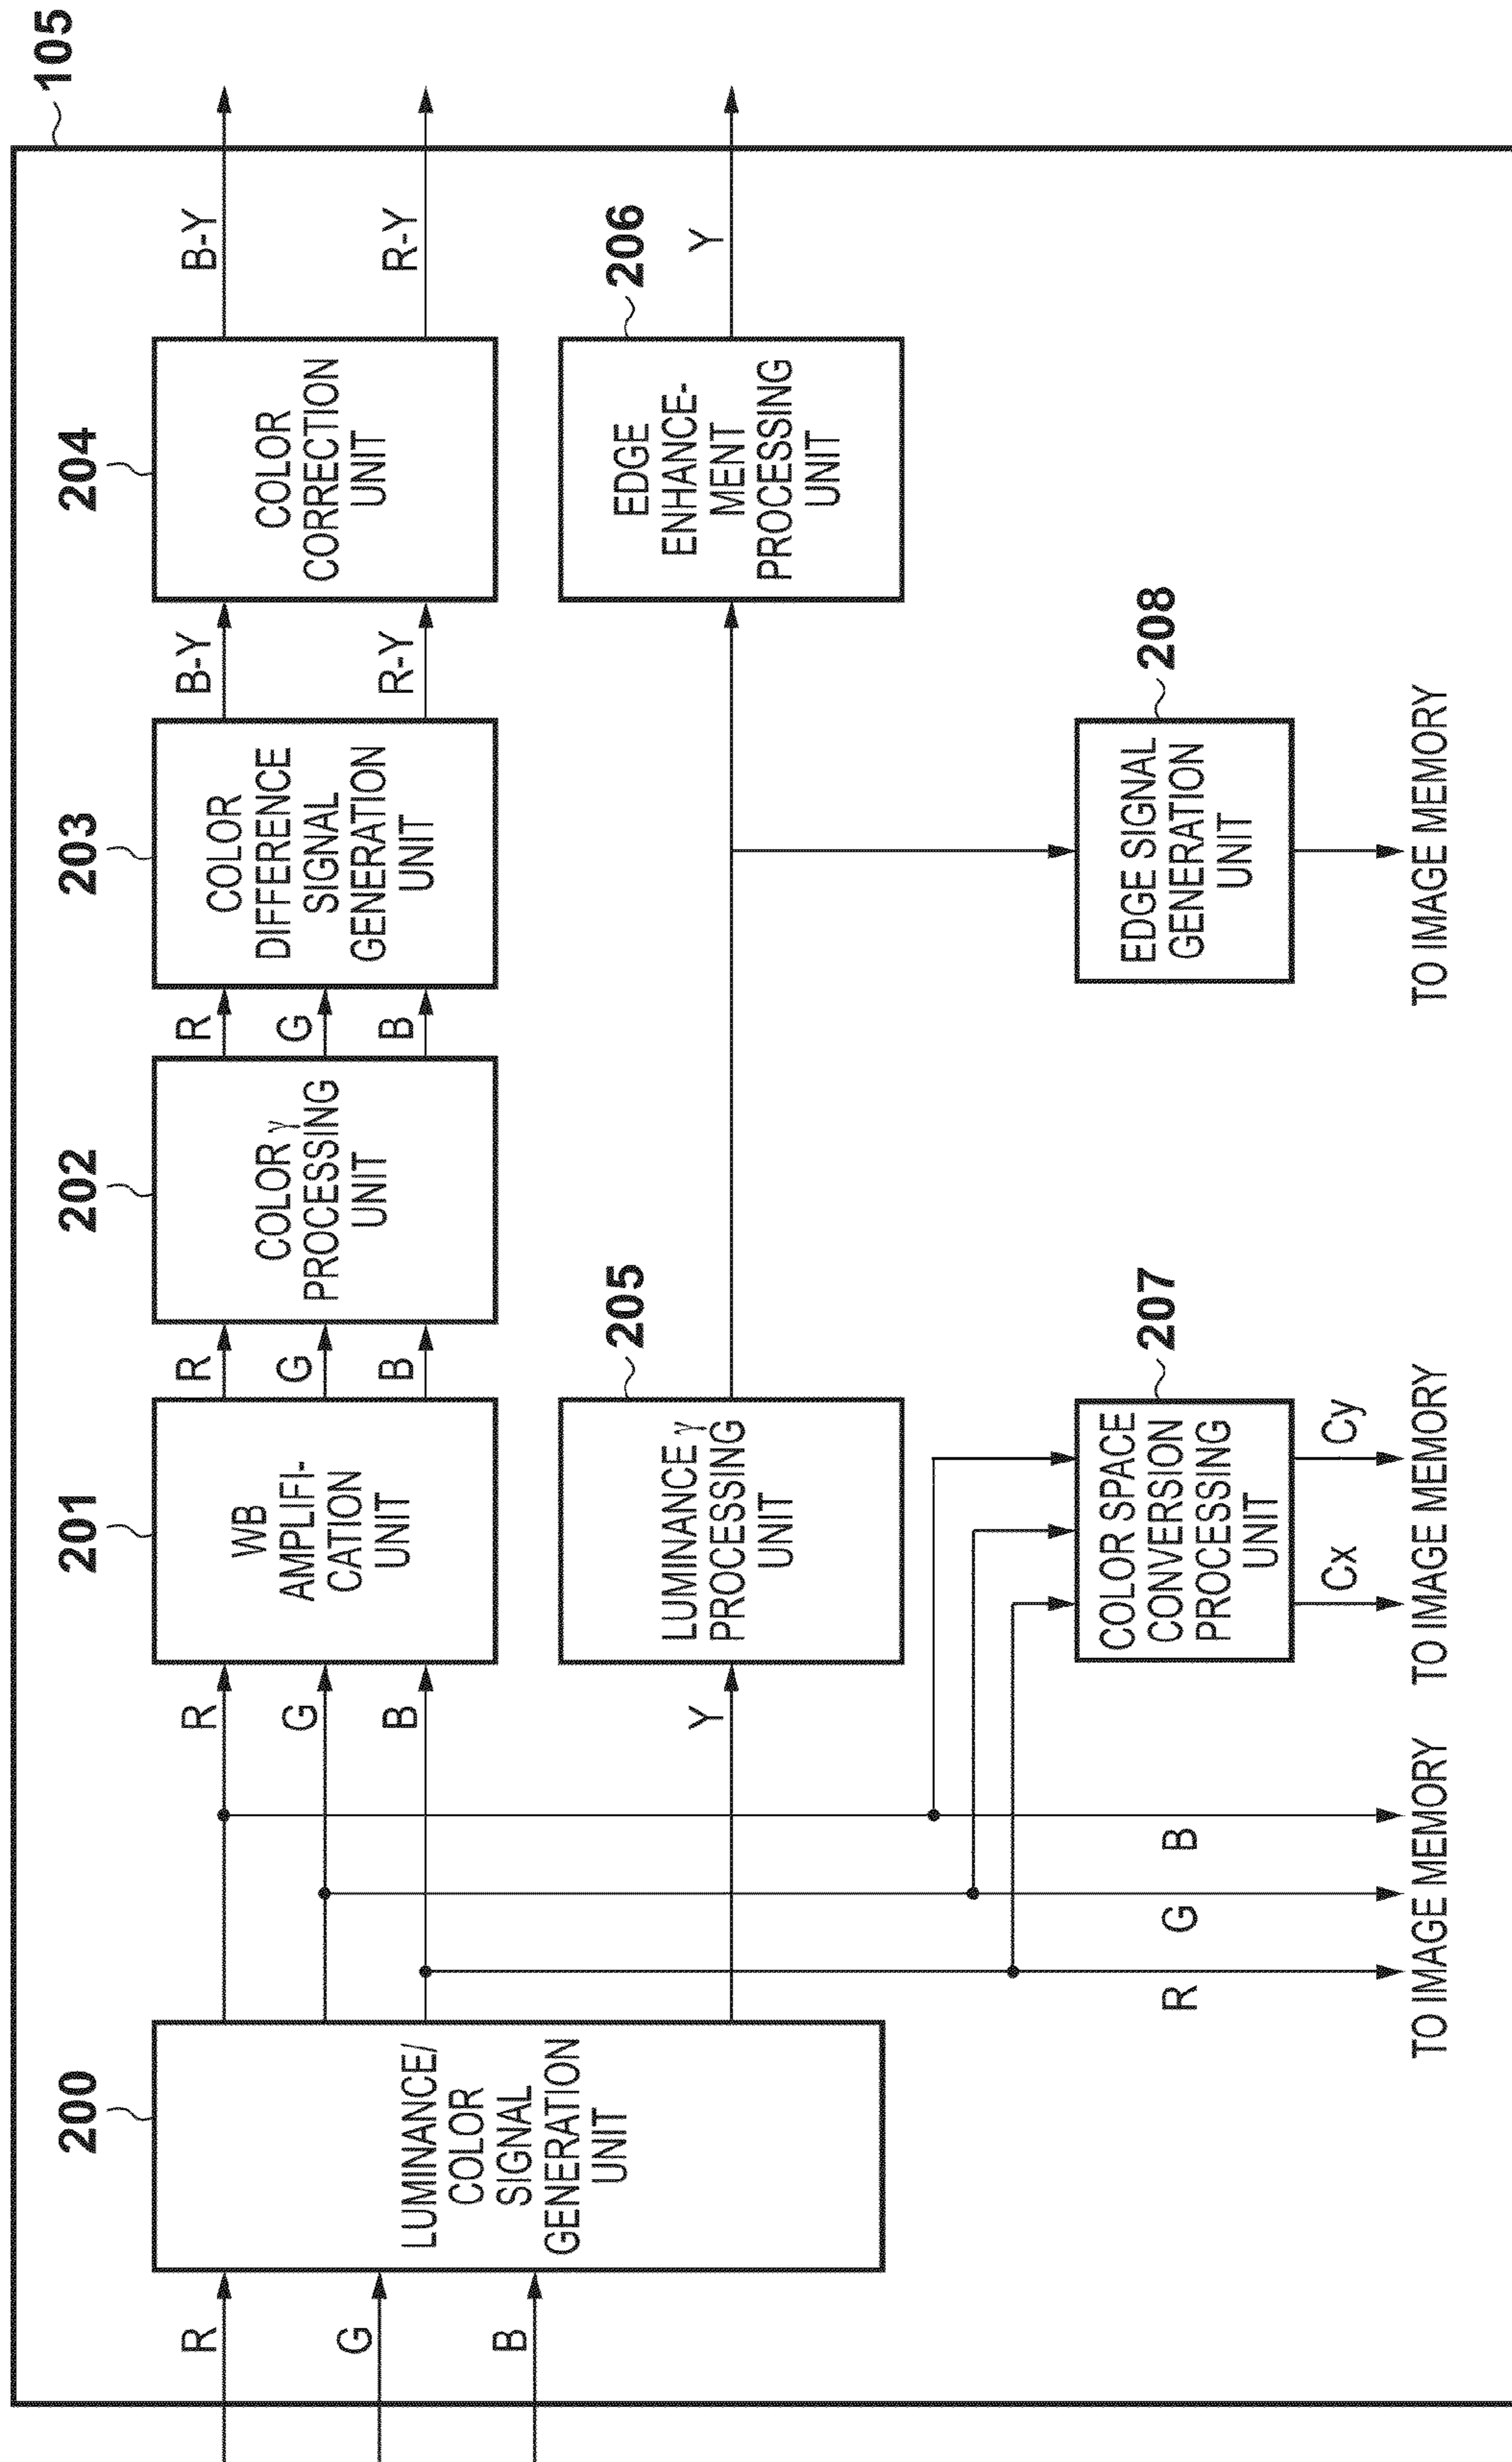 105
200
201
202
203
204
R
G
B
LUMINANCE/
COLOR
SIGNAL
GENERATION
UNIT
R
G
B
Y
WB
AMPLIFI-
CATION
UNIT
R
G
B
COLOR γ
PROCESSING
UNIT
R
G
B
COLOR
DIFFERENCE
SIGNAL
GENERATION
UNIT
B-Y
R-Y
COLOR
CORRECTION
UNIT
B-Y
R-Y
205
LUMINANCE γ
PROCESSING
UNIT
206
EDGE
ENHANCE-
MENT
PROCESSING
UNIT
Y
207
COLOR SPACE
CONVERSION
PROCESSING
UNIT
208
EDGE SIGNAL
GENERATION
UNIT
R
G
B
Cx
Cy
TO IMAGE MEMORY
TO IMAGE MEMORY
TO IMAGE MEMORY